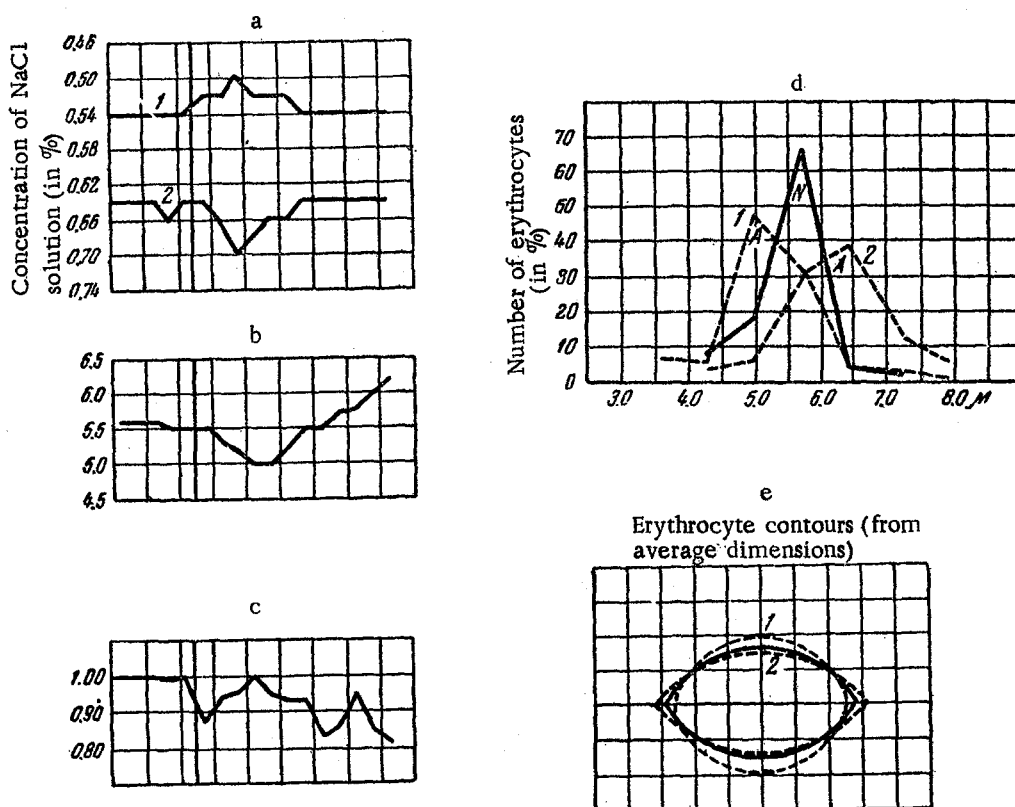 a
Concentration of NaCl
solution (in %)
0,46
0,50
0,54
0,58
0,62
0,66
0,70
0,74
1
2
b
6.5
6.0
5.5
5.0
4.5
c
1.00
0.90
0.80
d
Number of erythrocytes
(in %)
70
60
50
40
30
20
10
0
3.0 4.0 5.0 6.0 7.0 8.0 м
1
A
N
A
2
e
Erythrocyte contours (from
average dimensions)
1
2